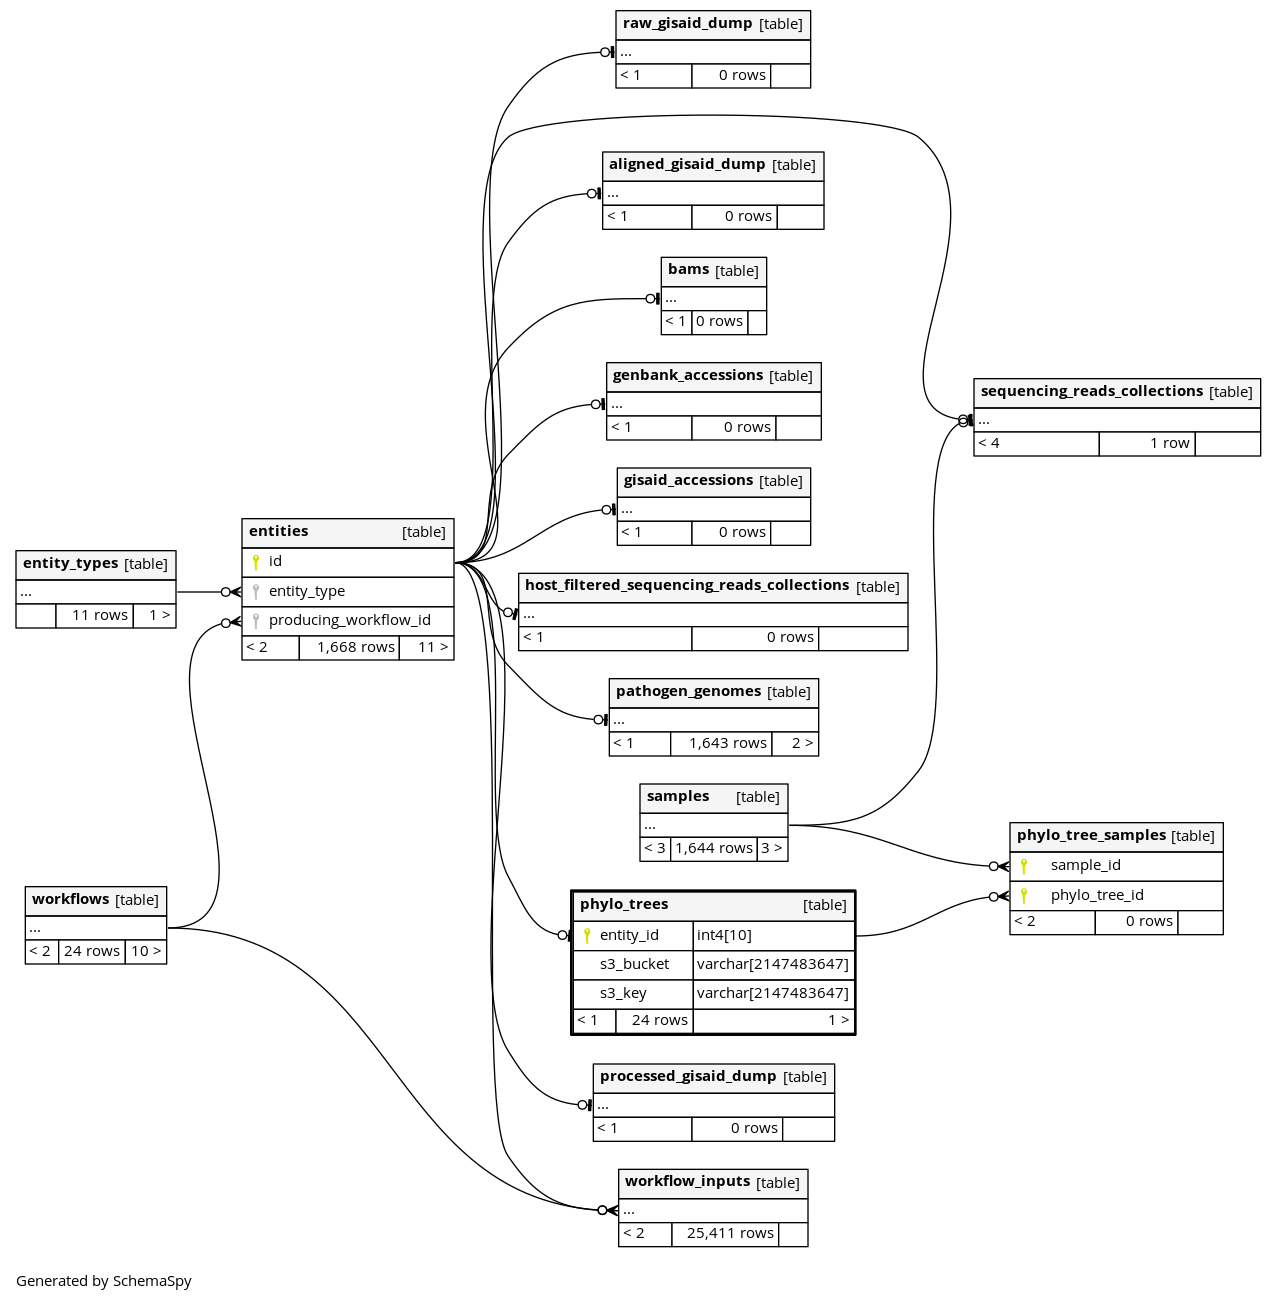 raw_gisaid_dump [table]
...
< 1 0 rows
aligned_gisaid_dump [table]
...
< 1 0 rows
bams [table]
...
< 1 0 rows
genbank_accessions [table]
...
< 1 0 rows
sequencing_reads_collections [table]
...
< 4 1 row
gisaid_accessions [table]
...
< 1 0 rows
entities [table]
id
entity_type
producing_workflow_id
< 2 1,668 rows 11 >
entity_types [table]
...
11 rows 1 >
host_filtered_sequencing_reads_collections [table]
...
< 1 0 rows
pathogen_genomes [table]
...
< 1 1,643 rows 2 >
samples [table]
...
< 3 1,644 rows 3 >
phylo_tree_samples [table]
sample_id
phylo_tree_id
< 2 0 rows
workflows [table]
...
< 2 24 rows 10 >
phylo_trees [table]
entity_id int4[10]
s3_bucket varchar[2147483647]
s3_key varchar[2147483647]
< 1 24 rows 1 >
processed_gisaid_dump [table]
...
< 1 0 rows
workflow_inputs [table]
...
< 2 25,411 rows
Generated by SchemaSpy